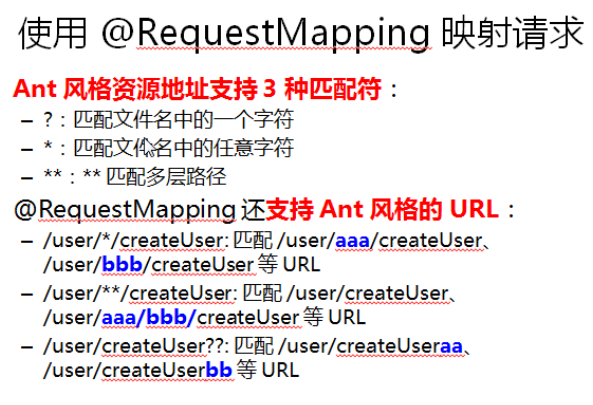 使用 @RequestMapping 映射请求
Ant 风格资源地址支持 3 种匹配符：
– ?：匹配文件名中的一个字符
– *：匹配文件名中的任意字符
– **：** 匹配多层路径
@RequestMapping 还支持 Ant 风格的 URL：
– /user/*/createUser: 匹配 /user/aaa/createUser、
/user/bbb/createUser 等 URL
– /user/**/createUser: 匹配 /user/createUser、
/user/aaa/bbb/createUser 等 URL
– /user/createUser??: 匹配 /user/createUseraa、
/user/createUserbb 等 URL